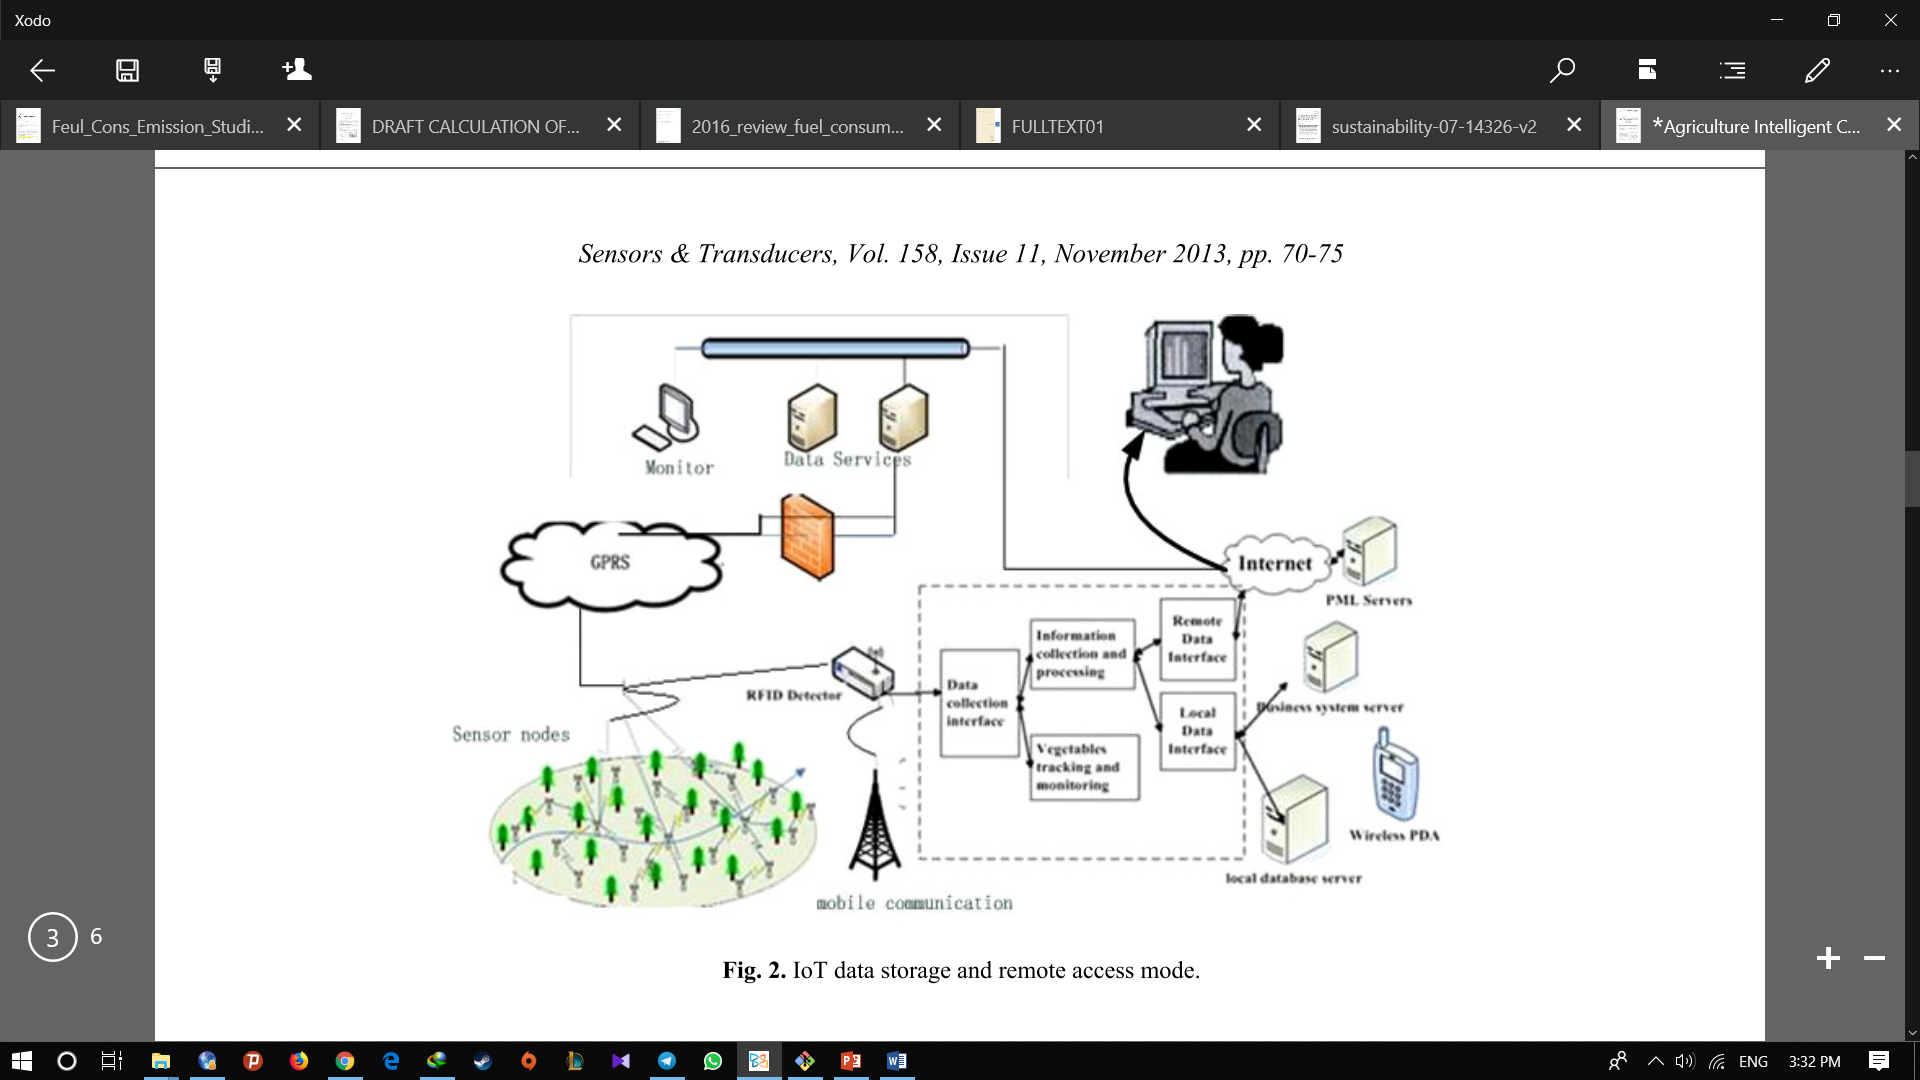 Xodo
Feul_Cons_Emission_Studi...
DRAFT CALCULATION OF...
2016_review_fuel_consum...
FULLTEXT01
sustainability-07-14326-v2
*Agriculture Intelligent C...
Sensors & Transducers, Vol. 158, Issue 11, November 2013, pp. 70-75
Monitor
Data Services
GPRS
Internet
PML Servers
Information
collection and
processing
Remote
Data
Interface
RFID Detector
Data
collection
interface
Local
Data
Interface
Business system server
Sensor nodes
Vegetables
tracking and
monitoring
Wireless PDA
local database server
mobile communication
3 6
Fig. 2. IoT data storage and remote access mode.
ENG
3:32 PM